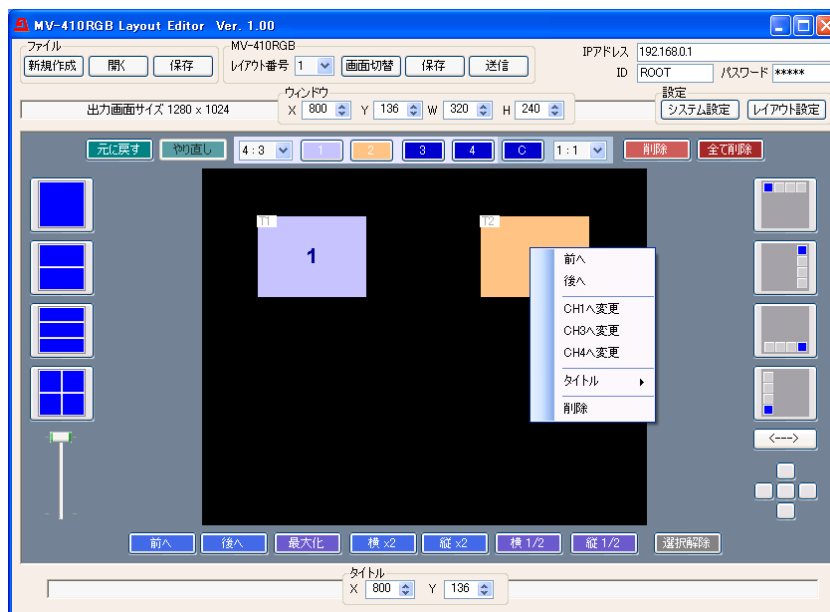 MV-410RGB Layout Editor Ver. 1.00
ファイル
新規作成 開く 保存
MV-410RGB
レイアウト番号 1 画面切替 保存 送信
IPアドレス 192.168.0.1
ID ROOT パスワード *****
出力画面サイズ 1280 x 1024
ウィンドウ
X 800 Y 136 W 320 H 240
設定
システム設定 レイアウト設定
元に戻す やり直し 4 : 3 1 2 3 4 C 1 : 1 削除 全て削除
T1
1
T2
前へ
後へ
CH1へ変更
CH3へ変更
CH4へ変更
タイトル
削除
<--->
前へ 後へ 最大化 横 x2 縦 x2 横 1/2 縦 1/2 選択解除
タイトル
X 800 Y 136